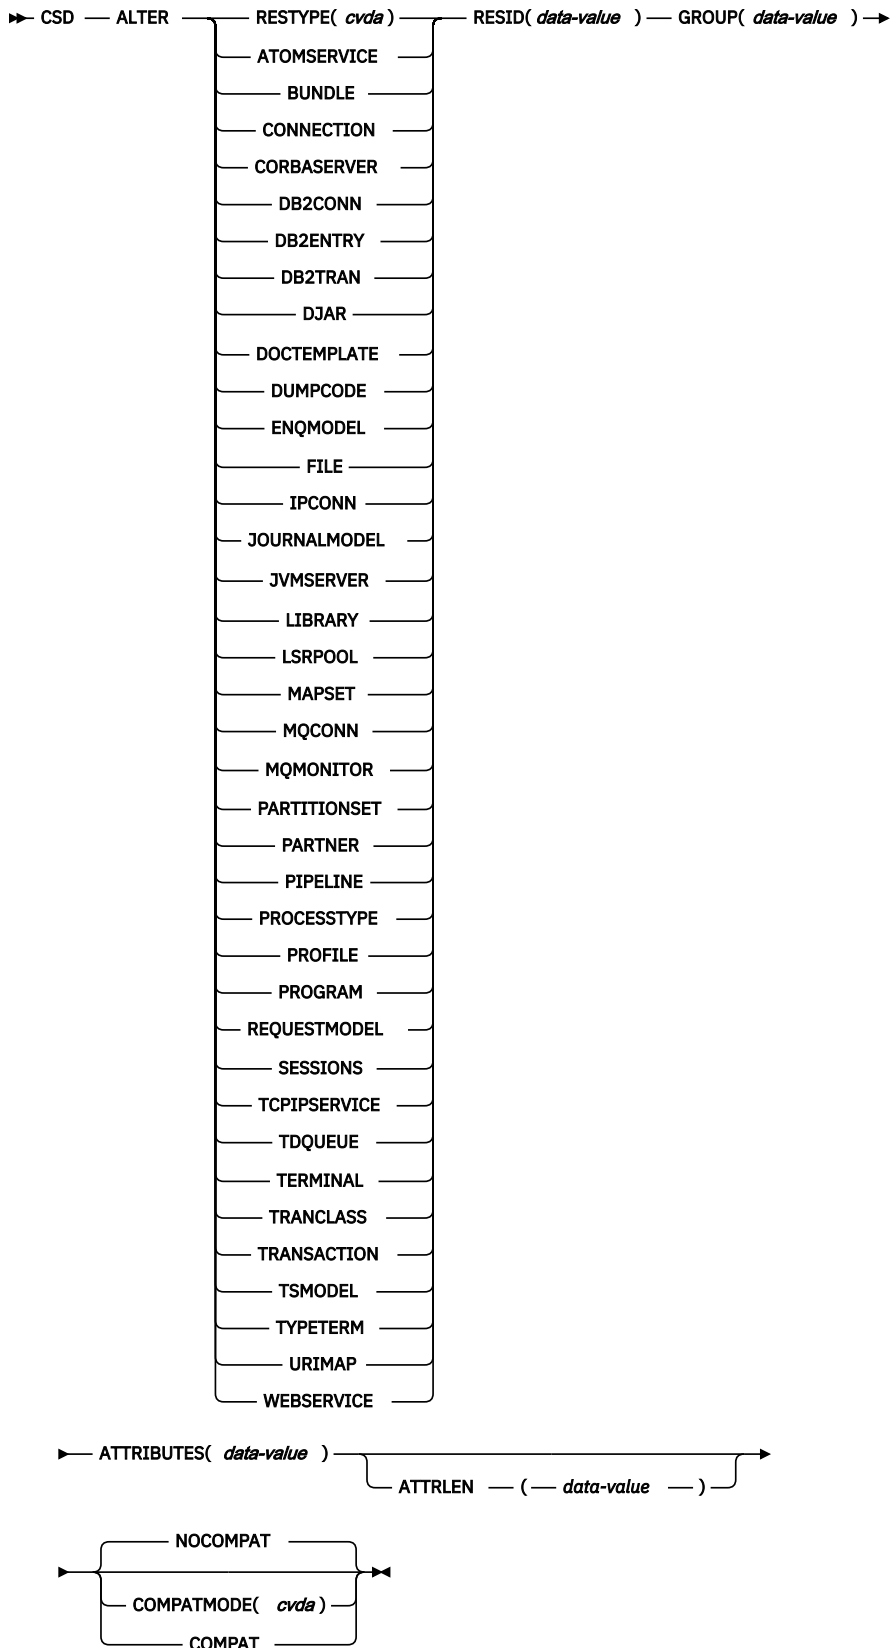 CSD ALTER RESTYPE( cvda ) RESID( data-value ) GROUP( data-value )
ATOMSERVICE
BUNDLE
CONNECTION
CORBASERVER
DB2CONN
DB2ENTRY
DB2TRAN
DJAR
DOCTEMPLATE
DUMPCODE
ENQMODEL
FILE
IPCONN
JOURNALMODEL
JVMSERVER
LIBRARY
LSRPOOL
MAPSET
MQCONN
MQMONITOR
PARTITIONSET
PARTNER
PIPELINE
PROCESSTYPE
PROFILE
PROGRAM
REQUESTMODEL
SESSIONS
TCPIPSERVICE
TDQUEUE
TERMINAL
TRANCLASS
TRANSACTION
TSMODEL
TYPETERM
URIMAP
WEBSERVICE
ATTRIBUTES( data-value )
ATTRLEN ( data-value )
NOCOMPAT
COMPATMODE( cvda )
COMPAT